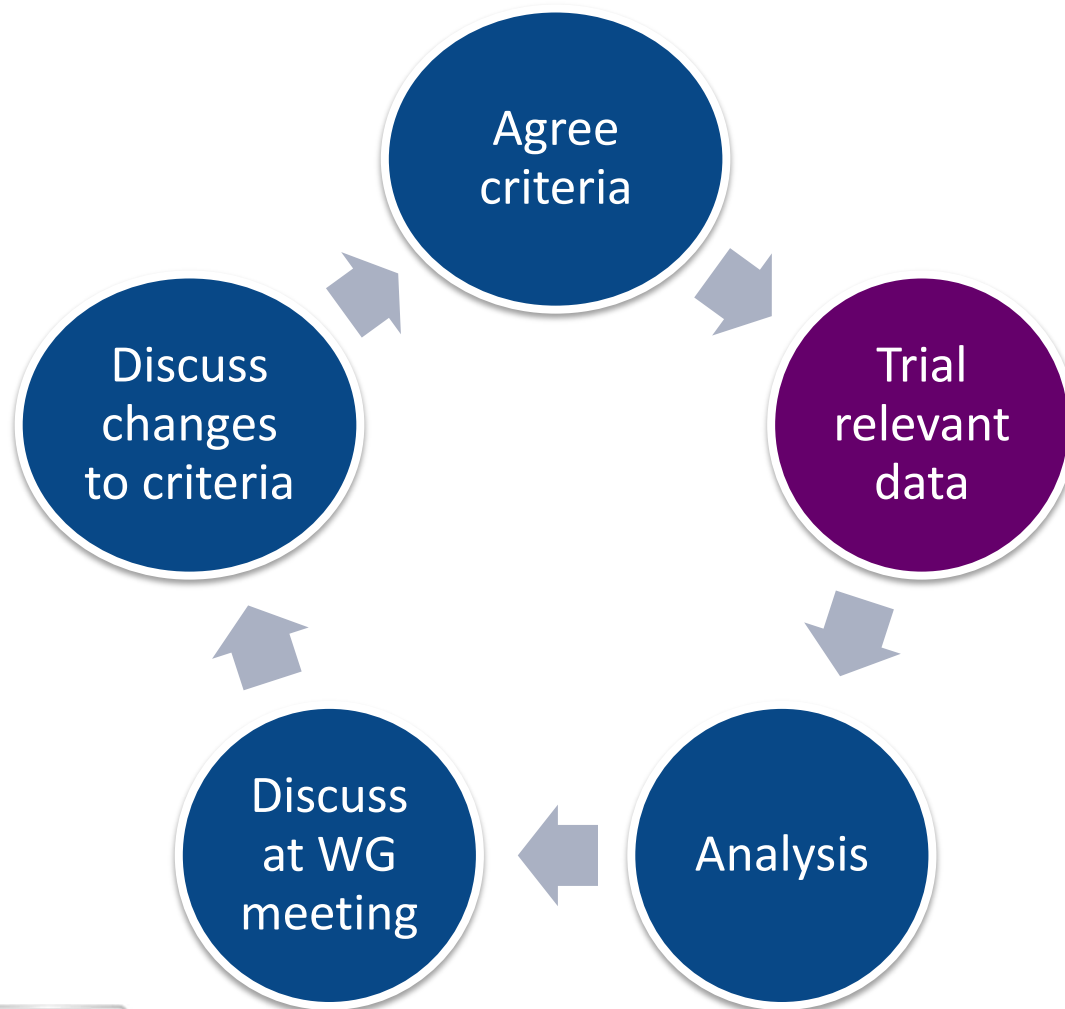 Agree
criteria
Trial
relevant
data
Analysis
Discuss
at WG
meeting
Discuss
changes
to criteria